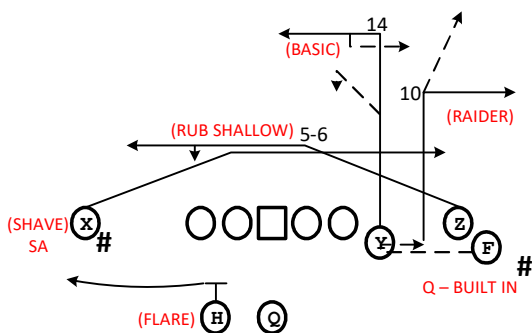 14
(BASIC)
10
(RAIDER)
(RUB SHALLOW) 5-6
(SHAVE) X Z
SA # Y F #
Q – BUILT IN
(FLARE) H Q